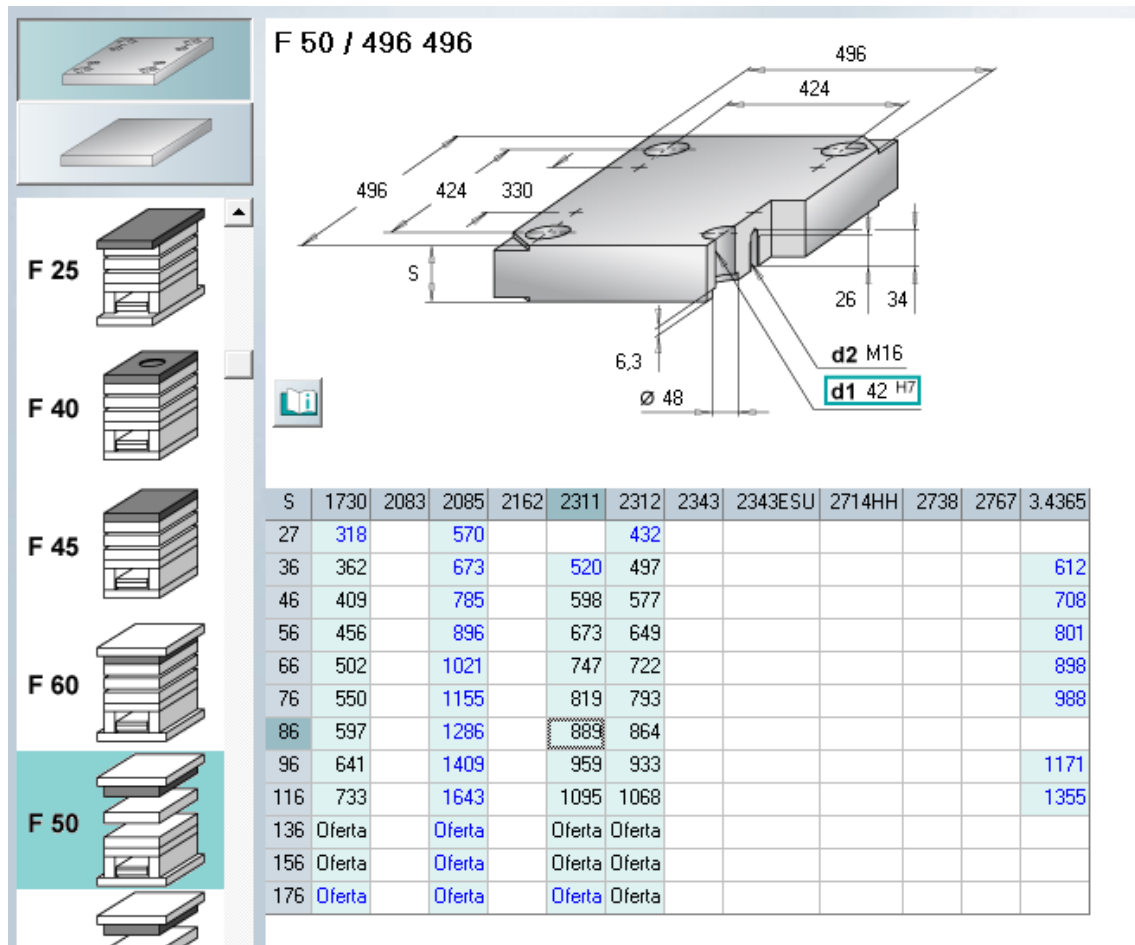 F 50 / 496 496
496
424
496 424 330
S
26 34
6,3
d2 M16
Ø 48
d1 42 H7
F 25
F 40
F 45
F 60
F 50
S 1730 2083 2085 2162 2311 2312 2343 2343ESU 2714HH 2738 2767 3.4365
27 318 570 432
36 362 673 520 497 612
46 409 785 598 577 708
56 456 896 673 649 801
66 502 1021 747 722 898
76 550 1155 819 793 988
86 597 1286 889 864
96 641 1409 959 933 1171
116 733 1643 1095 1068 1355
136 Oferta Oferta Oferta Oferta
156 Oferta Oferta Oferta Oferta
176 Oferta Oferta Oferta Oferta